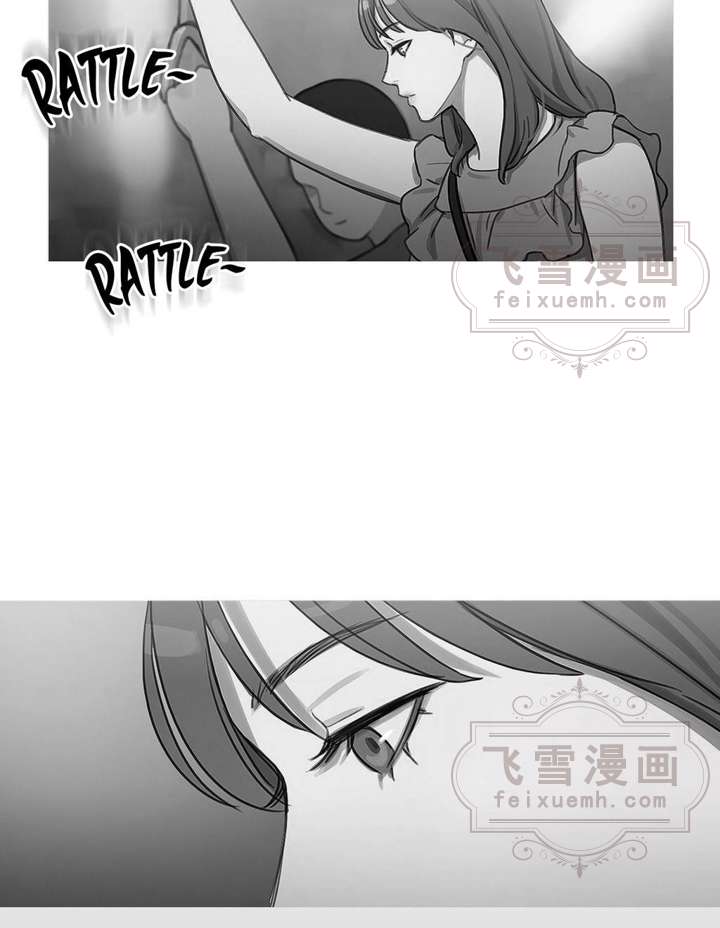 RATTLE~
RATTLE~
飞雪漫画
feixuemh.com
飞雪漫画
feixuemh.com